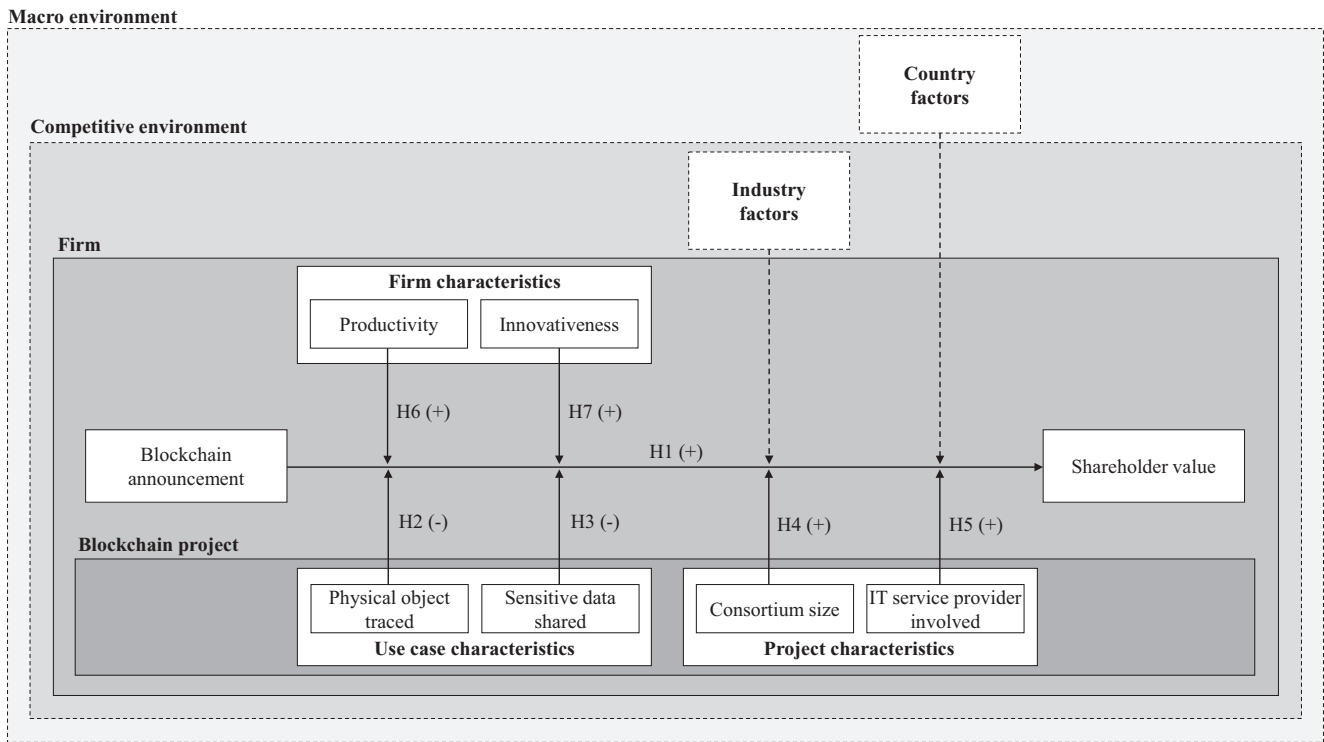 Macro environment
Country
factors
Competitive environment
Industry
factors
Firm
Firm characteristics
Productivity
Innovativeness
H6 (+)
H7 (+)
Blockchain
announcement
H1 (+)
Shareholder value
H2 (-)
H3 (-)
H4 (+)
H5 (+)
Blockchain project
Physical object
traced
Sensitive data
shared
Consortium size
IT service provider
involved
Use case characteristics
Project characteristics